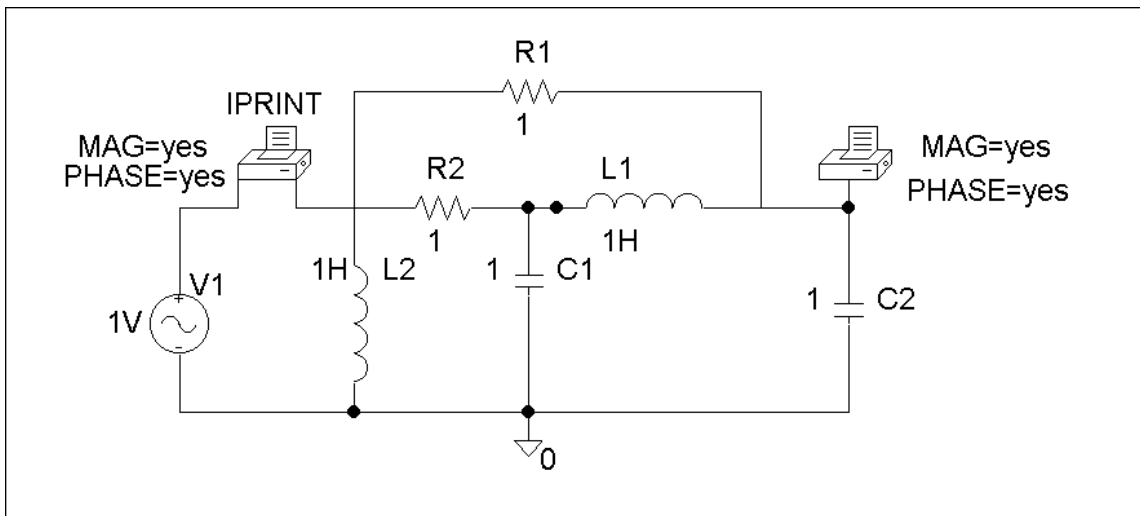 R1
1
IPRINT
MAG=yes
PHASE=yes
R2
1
L1
1H
MAG=yes
PHASE=yes
1H
L2
1
C1
V1
1V
1
C2
0